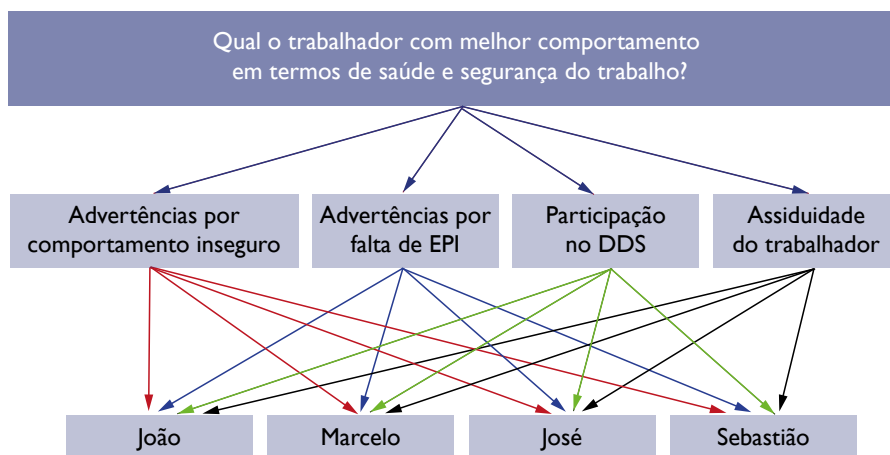 Qual o trabalhador com melhor comportamento
em termos de saúde e segurança do trabalho?
Advertências por
comportamento inseguro
Advertências por
falta de EPI
Participação
no DDS
Assiduidade
do trabalhador
João
Marcelo
José
Sebastião